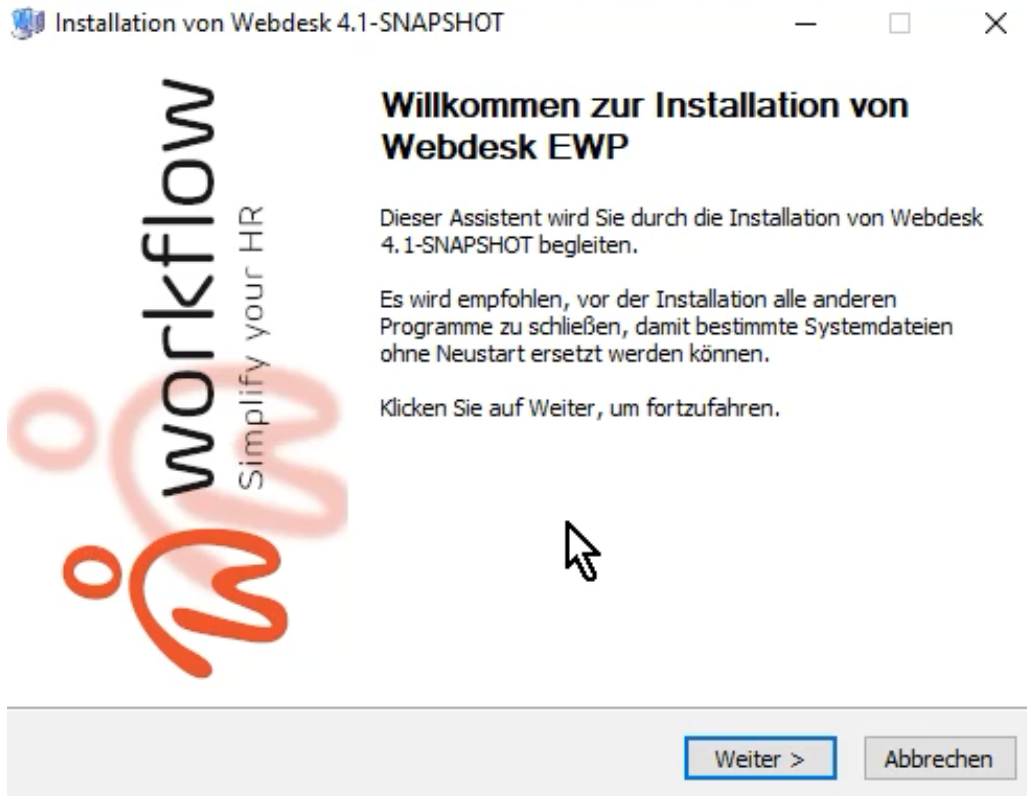 Installation von Webdesk 4.1-SNAPSHOT
workflow
Simplify your HR
Willkommen zur Installation von
Webdesk EWP
Dieser Assistent wird Sie durch die Installation von Webdesk
4.1-SNAPSHOT begleiten.
Es wird empfohlen, vor der Installation alle anderen
Programme zu schließen, damit bestimmte Systemdateien
ohne Neustart ersetzt werden können.
Klicken Sie auf Weiter, um fortzufahren.
Weiter >
Abbrechen